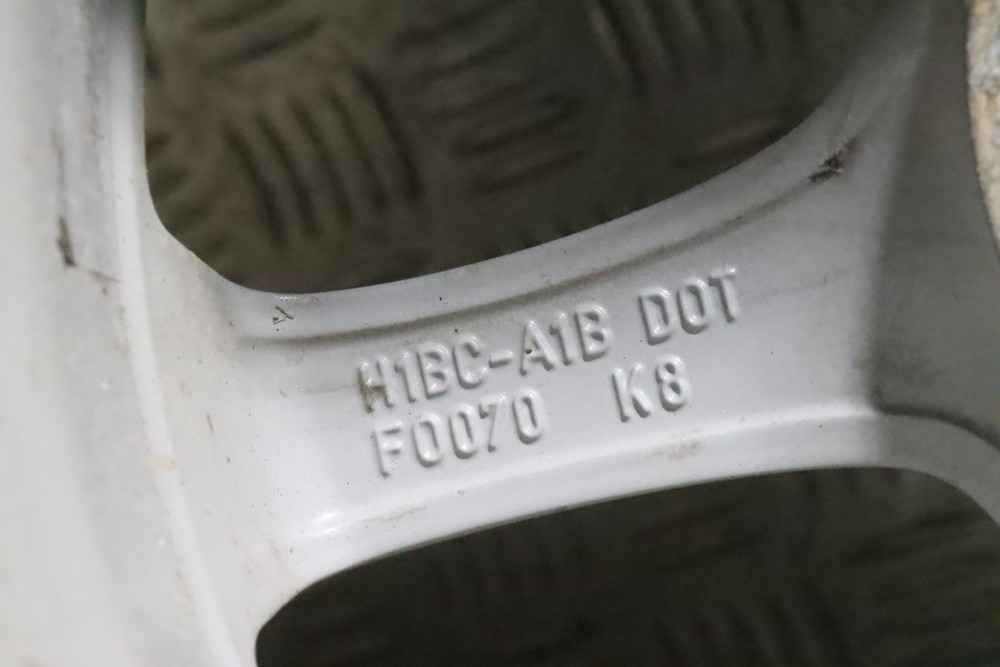 H1BC-A1B DOT
F0070 K8